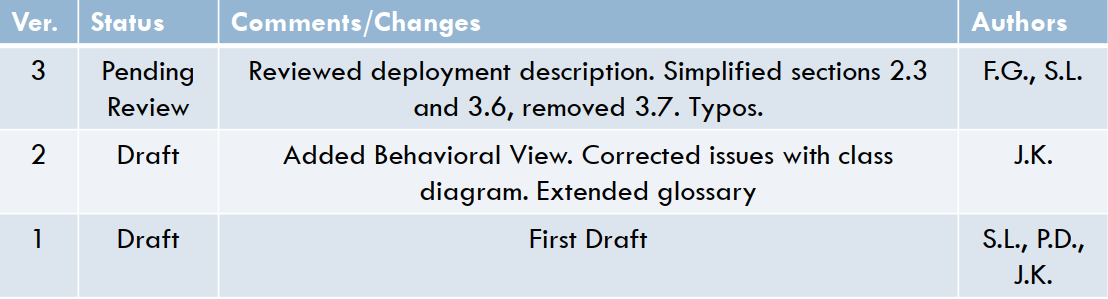 Ver. Status Comments/Changes Authors
3 Pending Reviewed deployment description. Simplified sections 2.3 F.G., S.L.
Review and 3.6, removed 3.7. Typos.
2 Draft Added Behavioral View. Corrected issues with class J.K.
diagram. Extended glossary
1 Draft First Draft S.L., P.D.,
J.K.